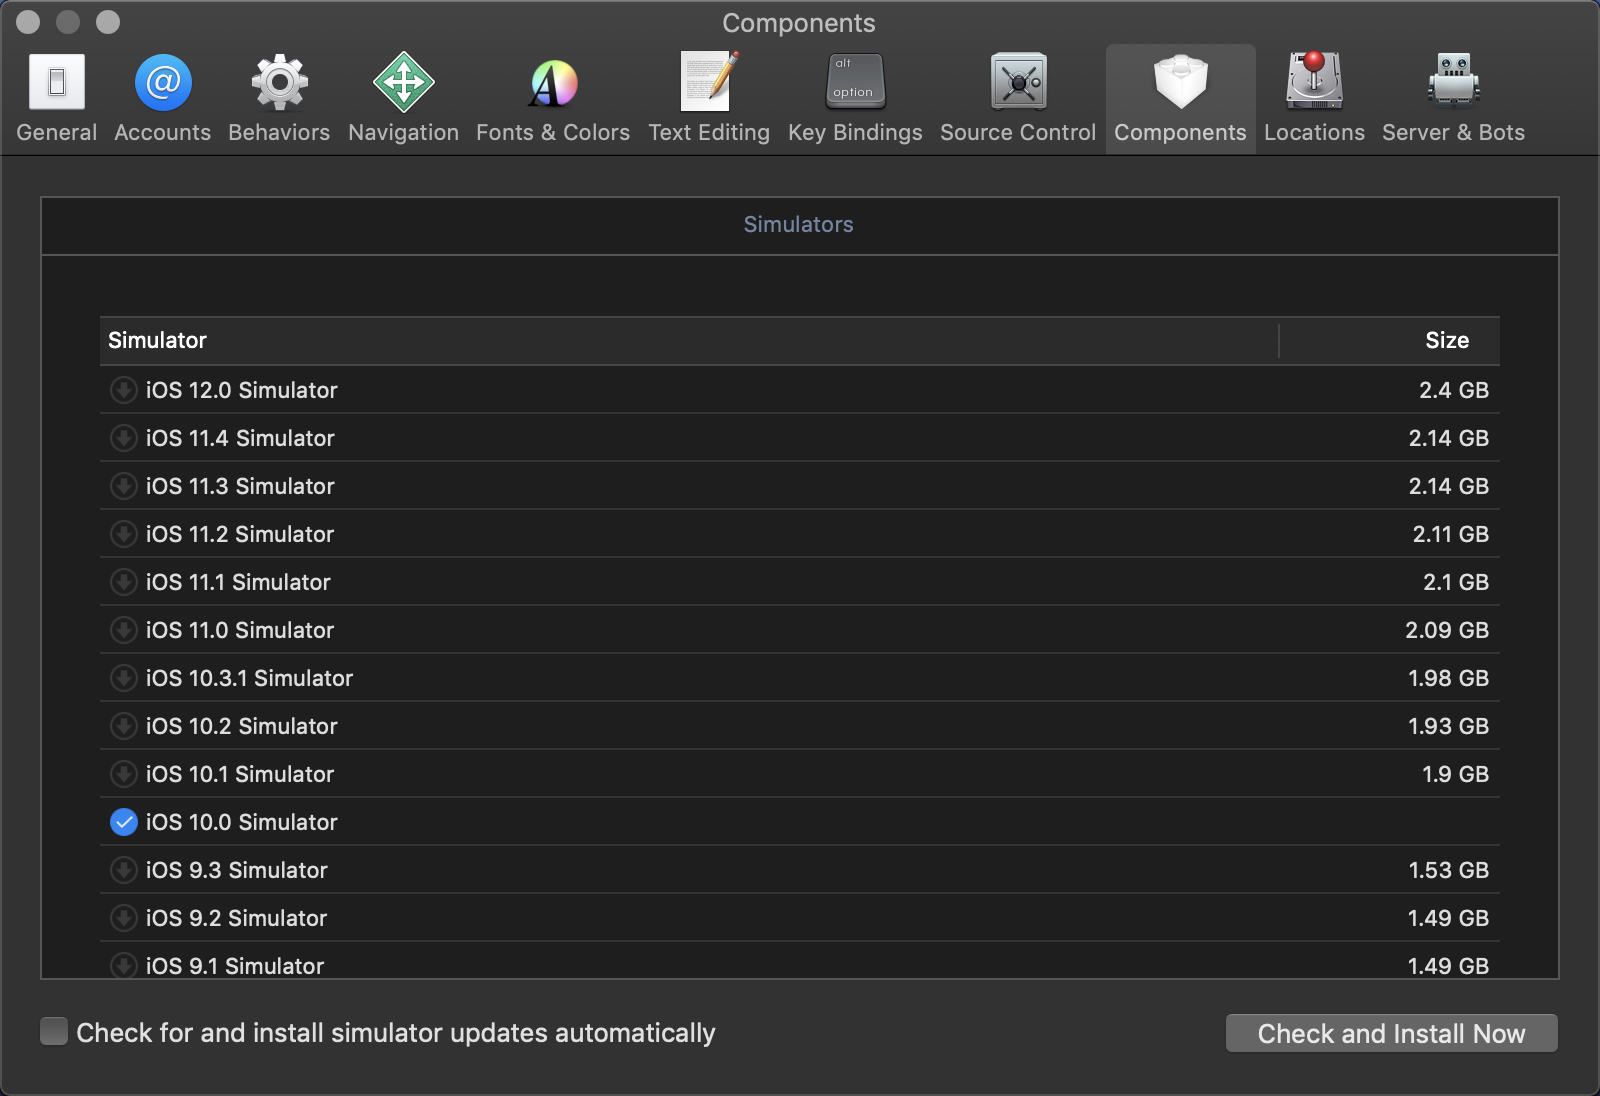 Components
General Accounts Behaviors Navigation Fonts & Colors Text Editing Key Bindings Source Control Components Locations Server & Bots
alt
option
Simulators
Simulator Size
iOS 12.0 Simulator 2.4 GB
iOS 11.4 Simulator 2.14 GB
iOS 11.3 Simulator 2.14 GB
iOS 11.2 Simulator 2.11 GB
iOS 11.1 Simulator 2.1 GB
iOS 11.0 Simulator 2.09 GB
iOS 10.3.1 Simulator 1.98 GB
iOS 10.2 Simulator 1.93 GB
iOS 10.1 Simulator 1.9 GB
iOS 10.0 Simulator
iOS 9.3 Simulator 1.53 GB
iOS 9.2 Simulator 1.49 GB
iOS 9.1 Simulator 1.49 GB
Check for and install simulator updates automatically Check and Install Now